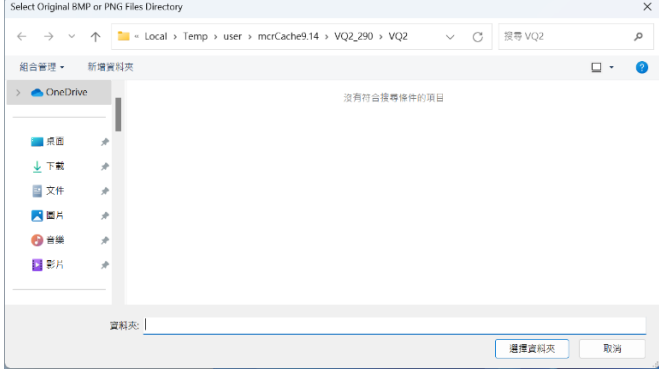 Select Original BMP or PNG Files Directory
« Local › Temp › user › mcrCache9.14 › VQ2_290 › VQ2
搜尋 VQ2
組合管理
新增資料夾
OneDrive
沒有符合搜尋條件的項目
桌面
下載
文件
圖片
音樂
影片
資料夾:
選擇資料夾
取消